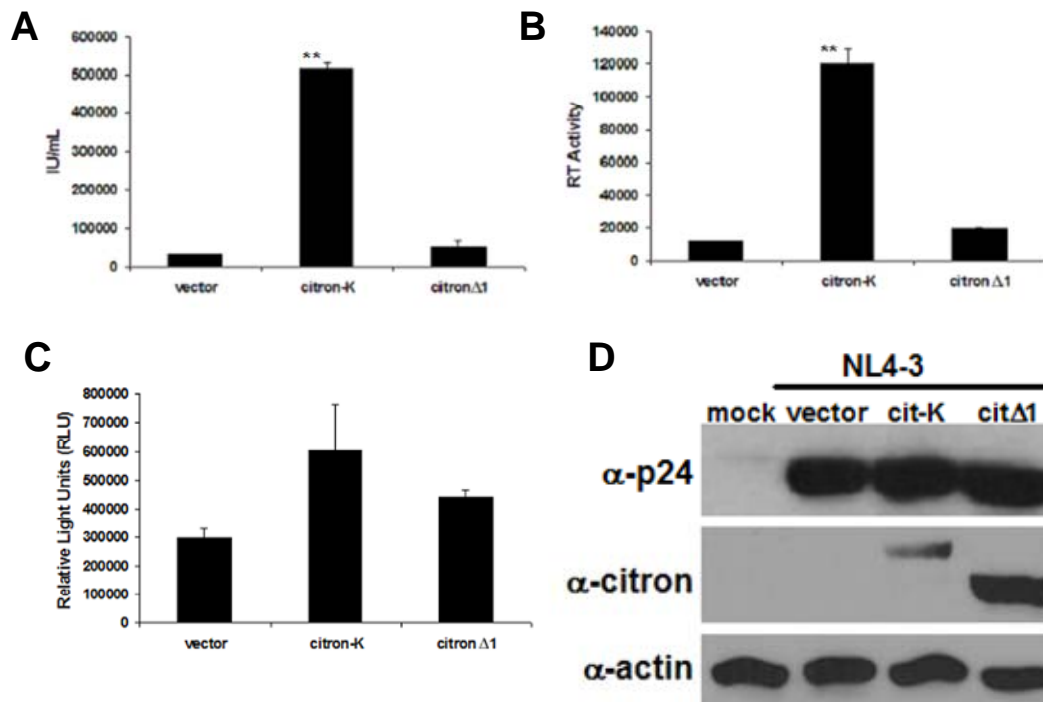 A
IU/mL
600000
500000
400000
300000
200000
100000
0
**
vector
citron-K
citron Δ1
B
RT Activity
140000
120000
100000
80000
60000
40000
20000
0
**
vector
citron-K
citron Δ1
C
Relative Light Units (RLU)
800000
700000
600000
500000
400000
300000
200000
100000
0
vector
citron-K
citron Δ1
D
NL4-3
mock vector cit-K citΔ1
α-p24
α-citron
α-actin